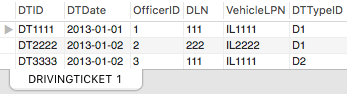 DTID DTDate OfficerID DLN VehicleLPN DTTypeID
DT1111 2013-01-01 1 111 IL1111 D1
DT2222 2013-01-02 2 222 IL2222 D1
DT3333 2013-01-02 3 111 IL1111 D2
DRIVINGTICKET 1